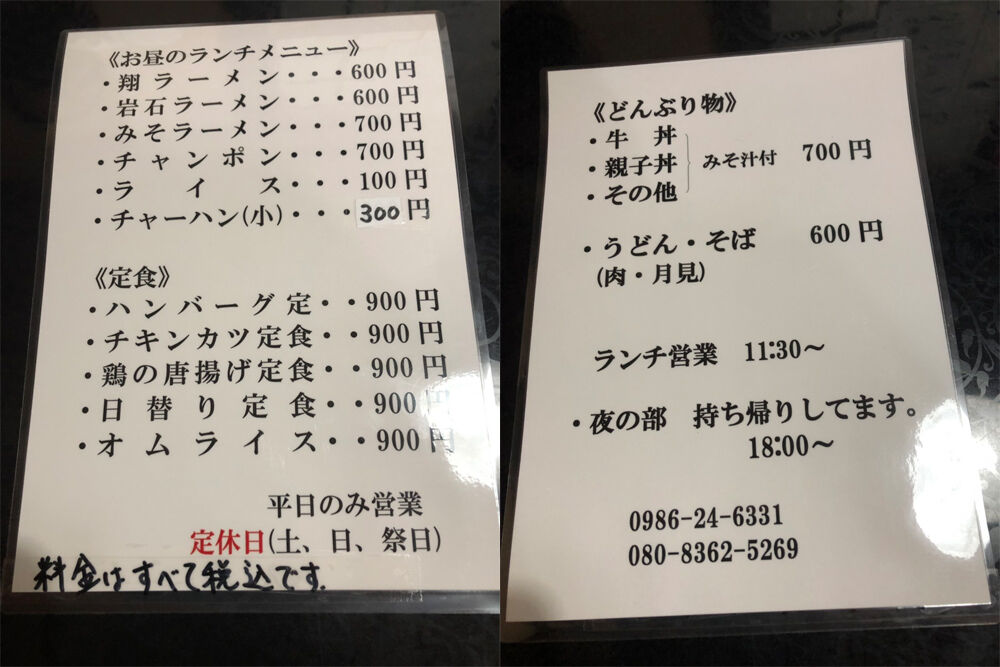 《お昼のランチメニュー》
・翔ラーメン・・・600円
・岩石ラーメン・・・600円
・みそラーメン・・・700円
・チャンポン・・・700円
・ライス・・・100円
・チャーハン(小)・・・300円
《定食》
・ハンバーグ定・・900円
・チキンカツ定食・・900円
・鶏の唐揚げ定食・・900円
・日替り定食・・900円
・オムライス・・900円
平日のみ営業
定休日(土、日、祭日)
料金はすべて税込です.
《どんぶり物》
・牛丼
・親子丼 みそ汁付 700円
・その他
・うどん・そば 600円
(肉・月見)
ランチ営業 11:30～
・夜の部 持ち帰りしてます。
18:00～
0986-24-6331
080-8362-5269